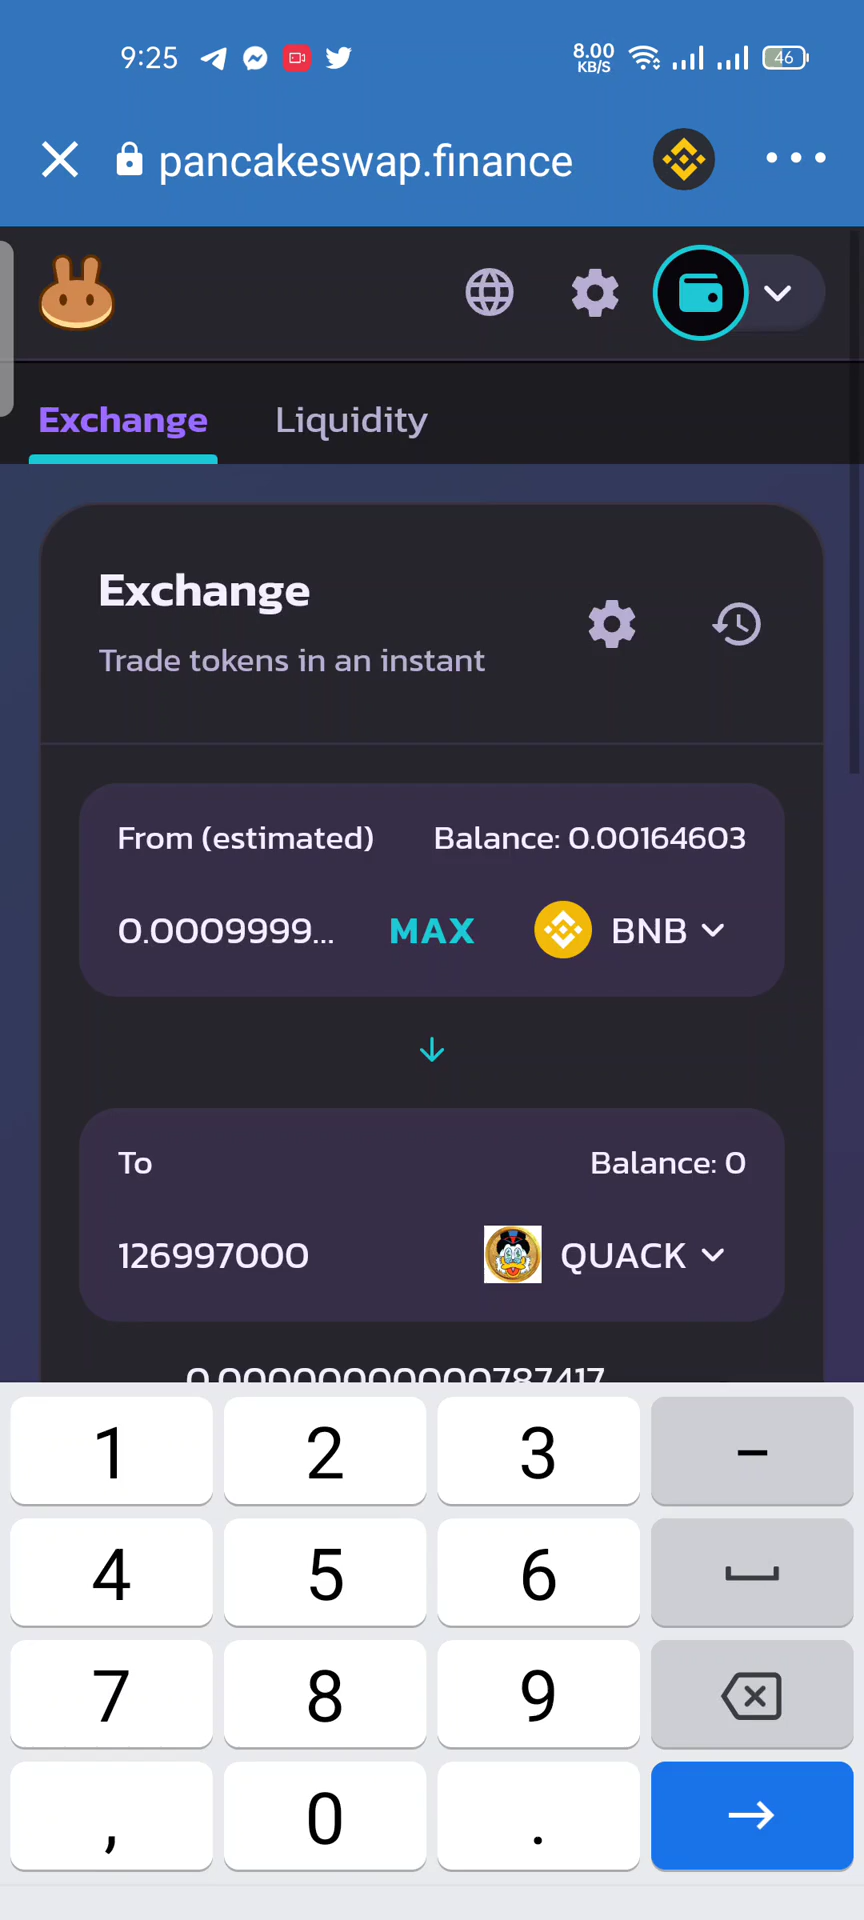 9:25
8.00 KB/S
46
pancakeswap.finance
Exchange Liquidity
Exchange
Trade tokens in an instant
From (estimated) Balance: 0.00164603
0.0009999... MAX BNB
To Balance: 0
126997000 QUACK
0.000000000000787417
1 2 3 –
4 5 6
7 8 9
, 0 .